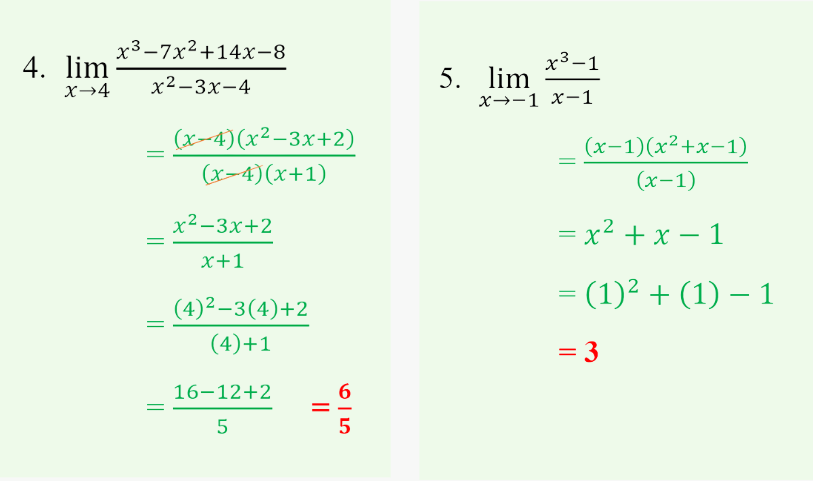 4. lim x→4 (x³−7x²+14x−8)/(x²−3x−4)
= (x−4)(x²−3x+2)/(x−4)(x+1)
= (x²−3x+2)/(x+1)
= ((4)²−3(4)+2)/((4)+1)
= (16−12+2)/5 = 6/5
5. lim x→−1 (x³−1)/(x−1)
= (x−1)(x²+x−1)/(x−1)
= x² + x − 1
= (1)² + (1) − 1
= 3